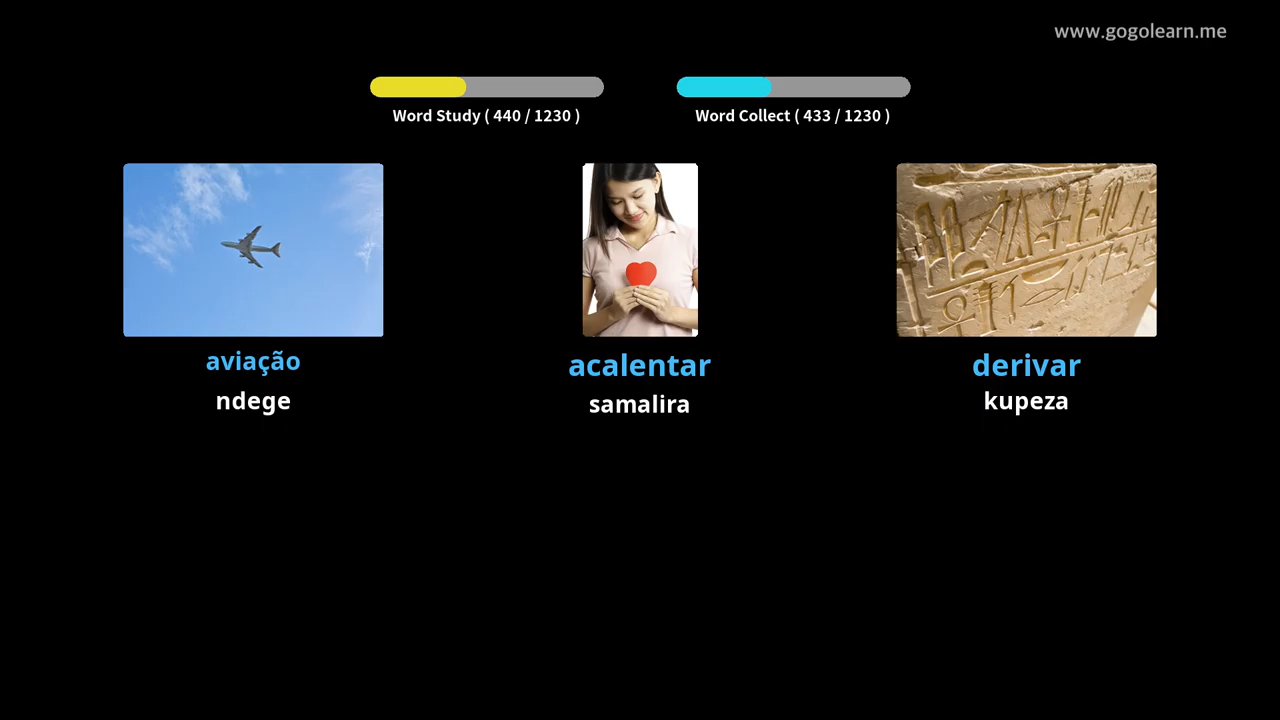 www.gogolearn.me
Word Study ( 440 / 1230 )
Word Collect ( 433 / 1230 )
aviação
ndege
acalentar
samalira
derivar
kupeza